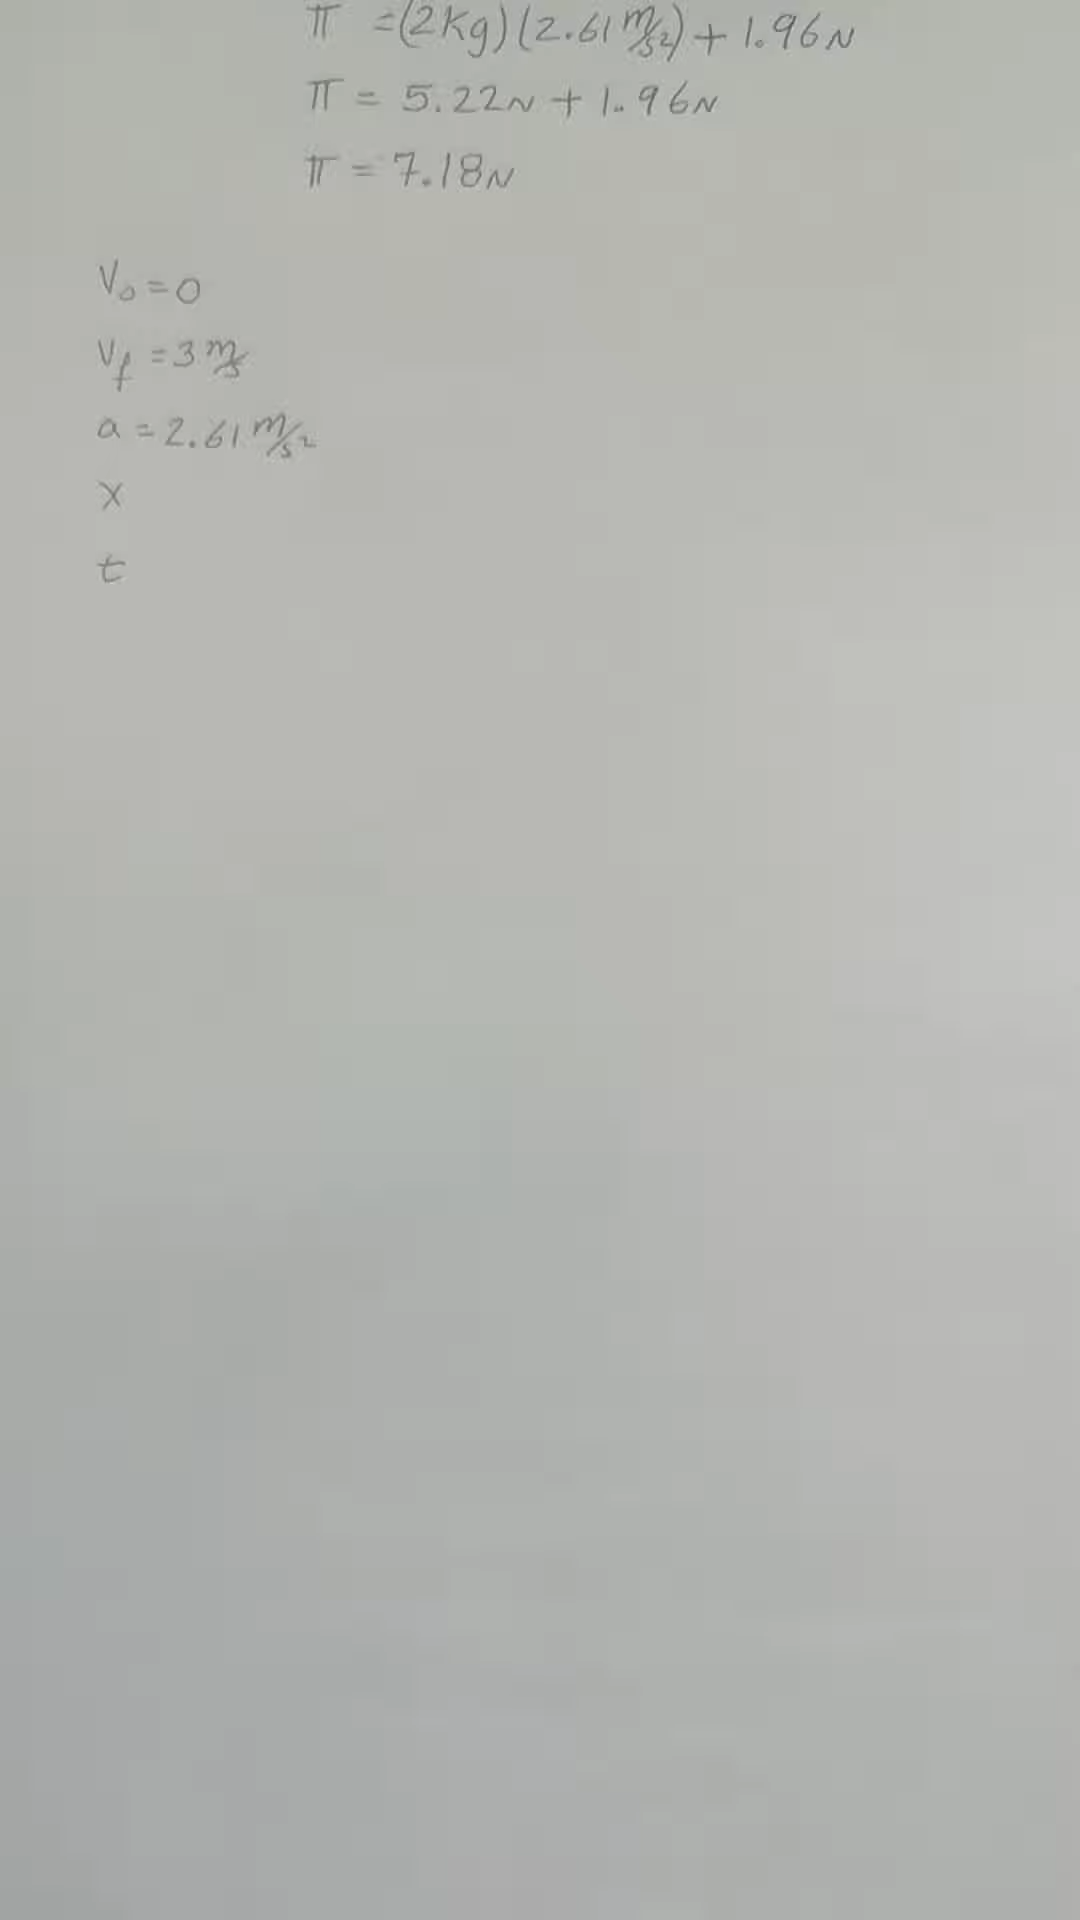 π = (2Kg)(2.61 m/s²) + 1.96N
π = 5.22N + 1.96N
π = 7.18N
V₀ = 0
Vf = 3 m/s
a = 2.61 m/s²
X
t